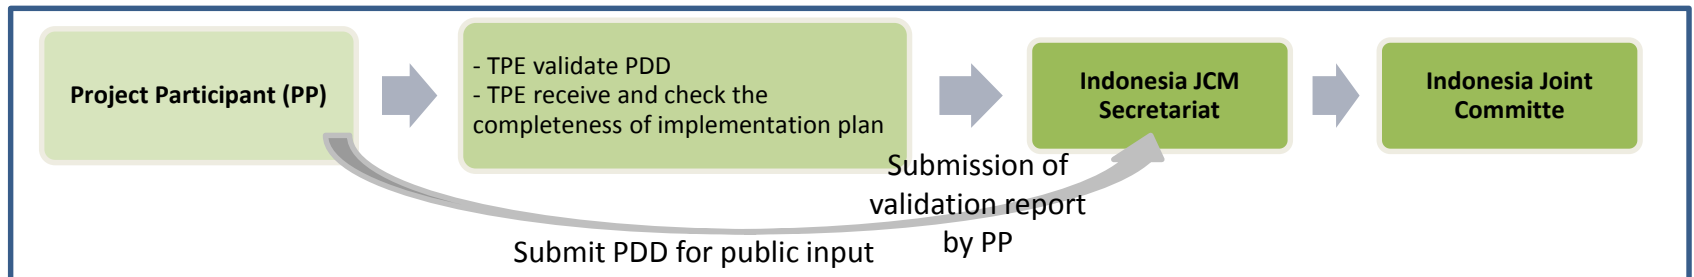 Project Participant (PP)
- TPE validate PDD
- TPE receive and check the
completeness of implementation plan
Indonesia JCM
Secretariat
Indonesia Joint
Committe
Submission of
validation report
by PP
Submit PDD for public input